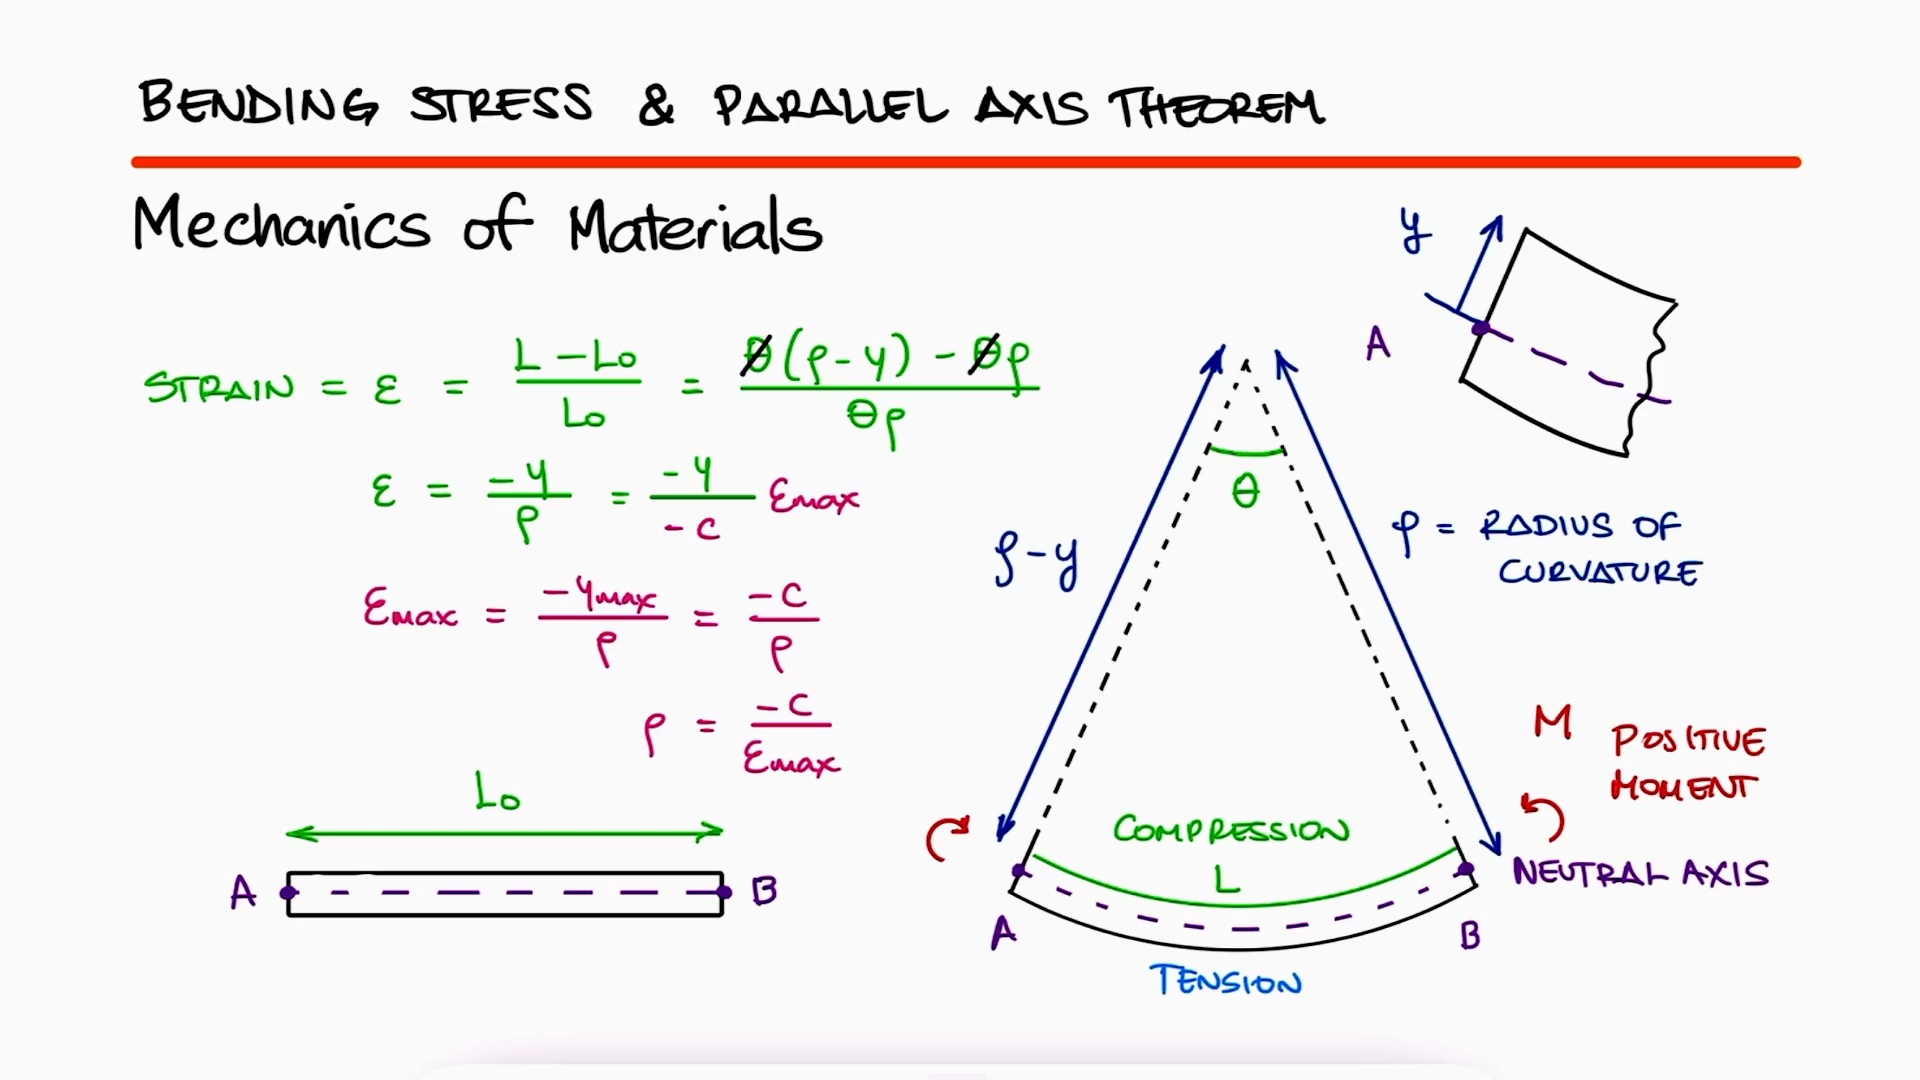 BENDING STRESS & PARALLEL AXIS THEOREM
Mechanics of Materials
STRAIN = ε = (L - Lo) / Lo = (θ(ρ - y) - θρ) / θρ
ε = -y / ρ = -y / -c εmax
εmax = -ymax / ρ = -c / ρ
ρ = -c / εmax
Lo
A
B
y
A
θ
ρ - y
ρ = RADIUS OF
CURVATURE
M
POSITIVE
MOMENT
COMPRESSION
L
NEUTRAL AXIS
A
B
TENSION